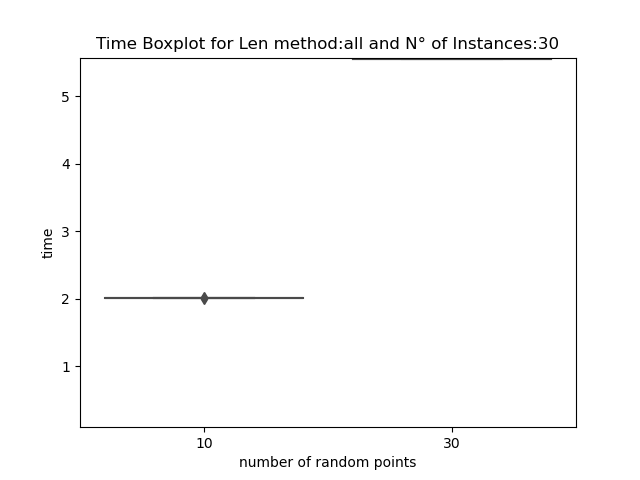 Time Boxplot for Len method:all and N° of Instances:30
5
4
3
2
1
time
10
30
number of random points